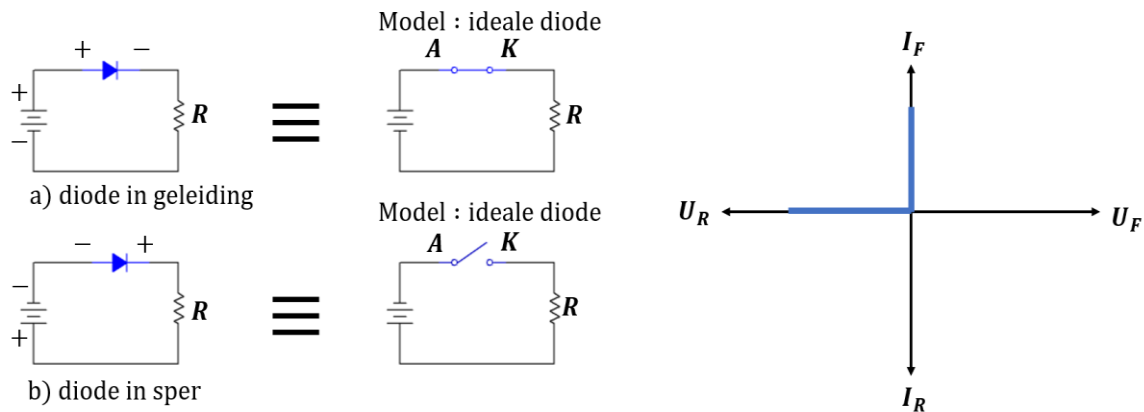 Model : ideale diode
+ −
A K
+
−
R
R
a) diode in geleiding
Model : ideale diode
− +
A K
−
+
R
R
b) diode in sper
I_F
U_R
U_F
I_R